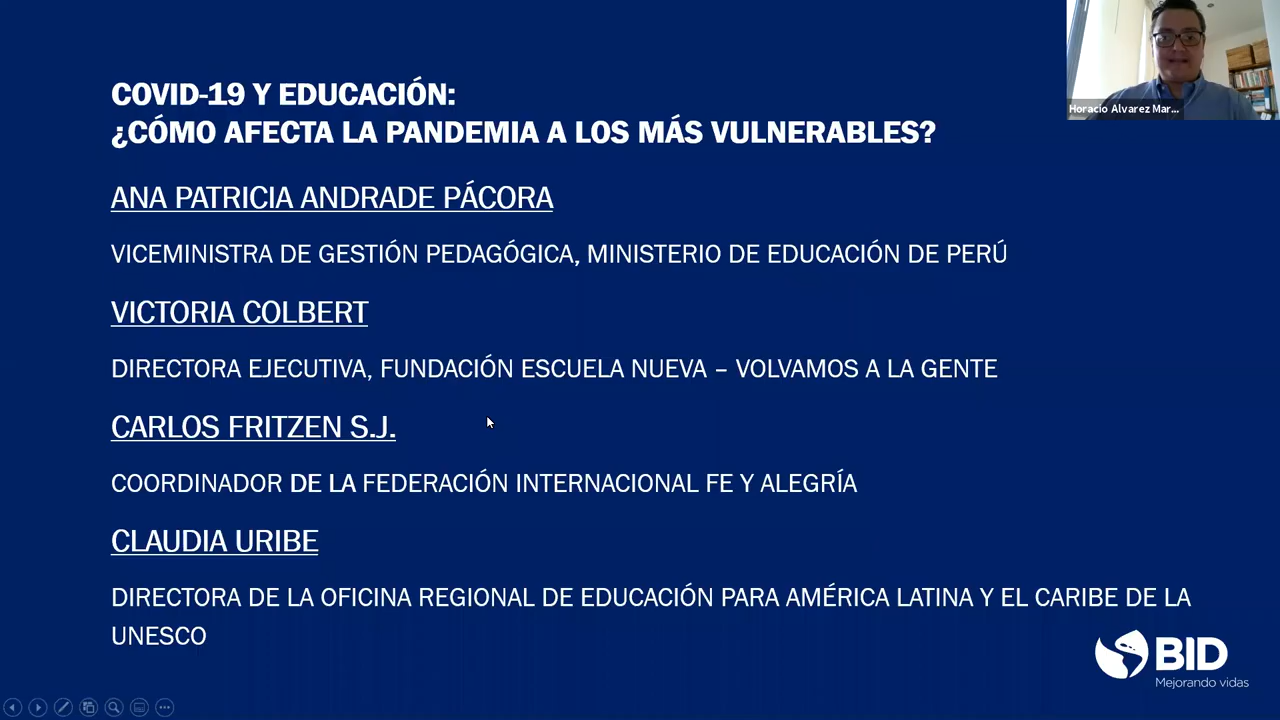 COVID-19 Y EDUCACIÓN:
¿CÓMO AFECTA LA PANDEMIA A LOS MÁS VULNERABLES?
Horacio Alvarez Mar...
ANA PATRICIA ANDRADE PÁCORA
VICEMINISTRA DE GESTIÓN PEDAGÓGICA, MINISTERIO DE EDUCACIÓN DE PERÚ
VICTORIA COLBERT
DIRECTORA EJECUTIVA, FUNDACIÓN ESCUELA NUEVA – VOLVAMOS A LA GENTE
CARLOS FRITZEN S.J.
COORDINADOR DE LA FEDERACIÓN INTERNACIONAL FE Y ALEGRÍA
CLAUDIA URIBE
DIRECTORA DE LA OFICINA REGIONAL DE EDUCACIÓN PARA AMÉRICA LATINA Y EL CARIBE DE LA
UNESCO
BID
Mejorando vidas